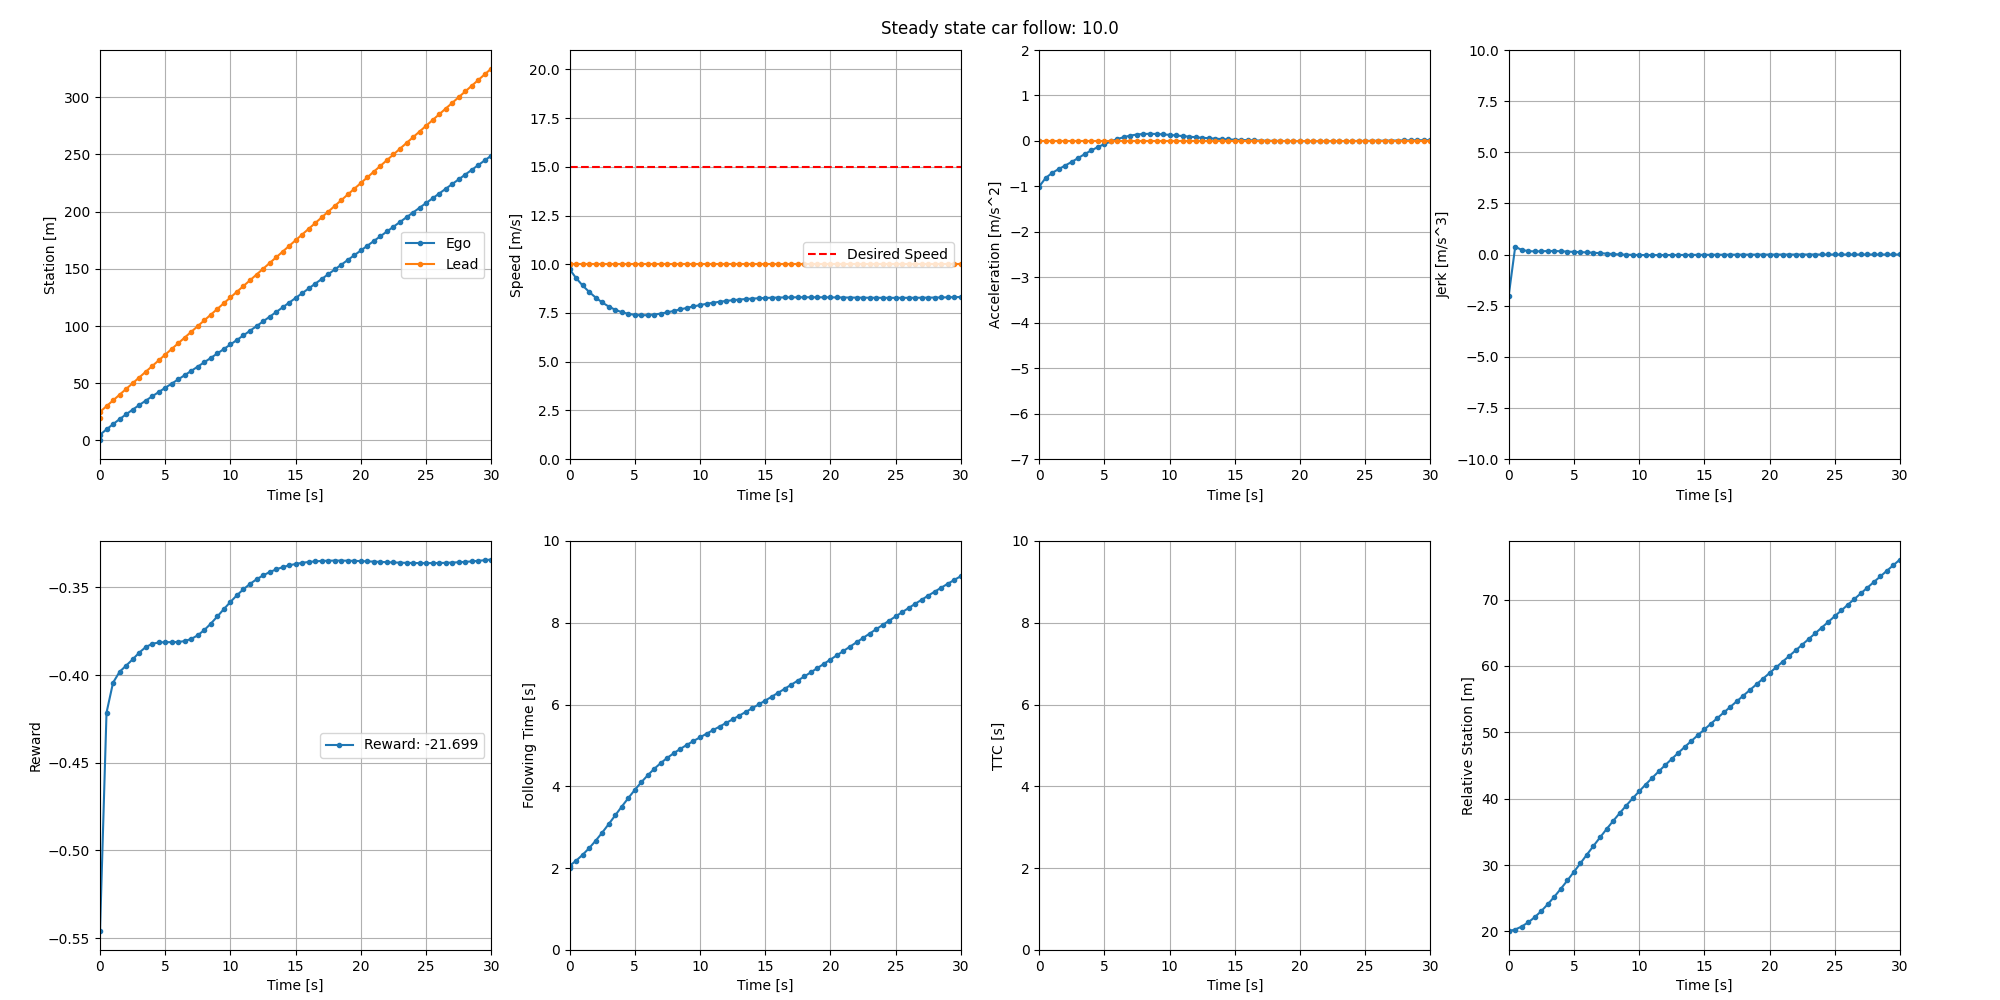 Steady state car follow: 10.0
Station [m]
300
250
200
150
100
50
0
Ego
Lead
0 5 10 15 20 25 30
Time [s]
Speed [m/s]
20.0
17.5
15.0
12.5
10.0
7.5
5.0
2.5
0.0
Desired Speed
0 5 10 15 20 25 30
Time [s]
Acceleration [m/s^2]
2
1
0
−1
−2
−3
−4
−5
−6
−7
0 5 10 15 20 25 30
Time [s]
Jerk [m/s^3]
10.0
7.5
5.0
2.5
0.0
−2.5
−5.0
−7.5
−10.0
0 5 10 15 20 25 30
Time [s]
Reward
−0.35
−0.40
−0.45
−0.50
−0.55
Reward: -21.699
0 5 10 15 20 25 30
Time [s]
Following Time [s]
10
8
6
4
2
0
0 5 10 15 20 25 30
Time [s]
TTC [s]
10
8
6
4
2
0
0 5 10 15 20 25 30
Time [s]
Relative Station [m]
70
60
50
40
30
20
0 5 10 15 20 25 30
Time [s]